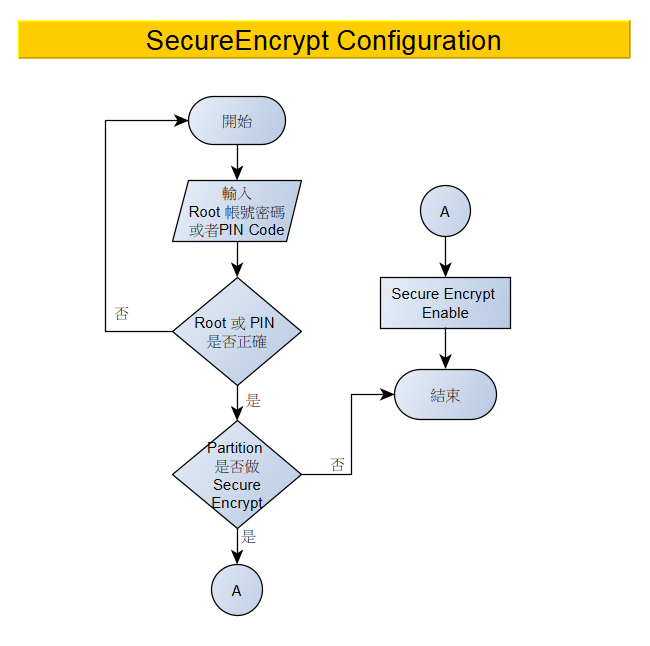 SecureEncrypt Configuration
開始
輸入
Root 帳號密碼
或者PIN Code
否
Root 或 PIN
是否正確
是
Partition
是否做
Secure
Encrypt
否
是
A
A
Secure Encrypt
Enable
結束